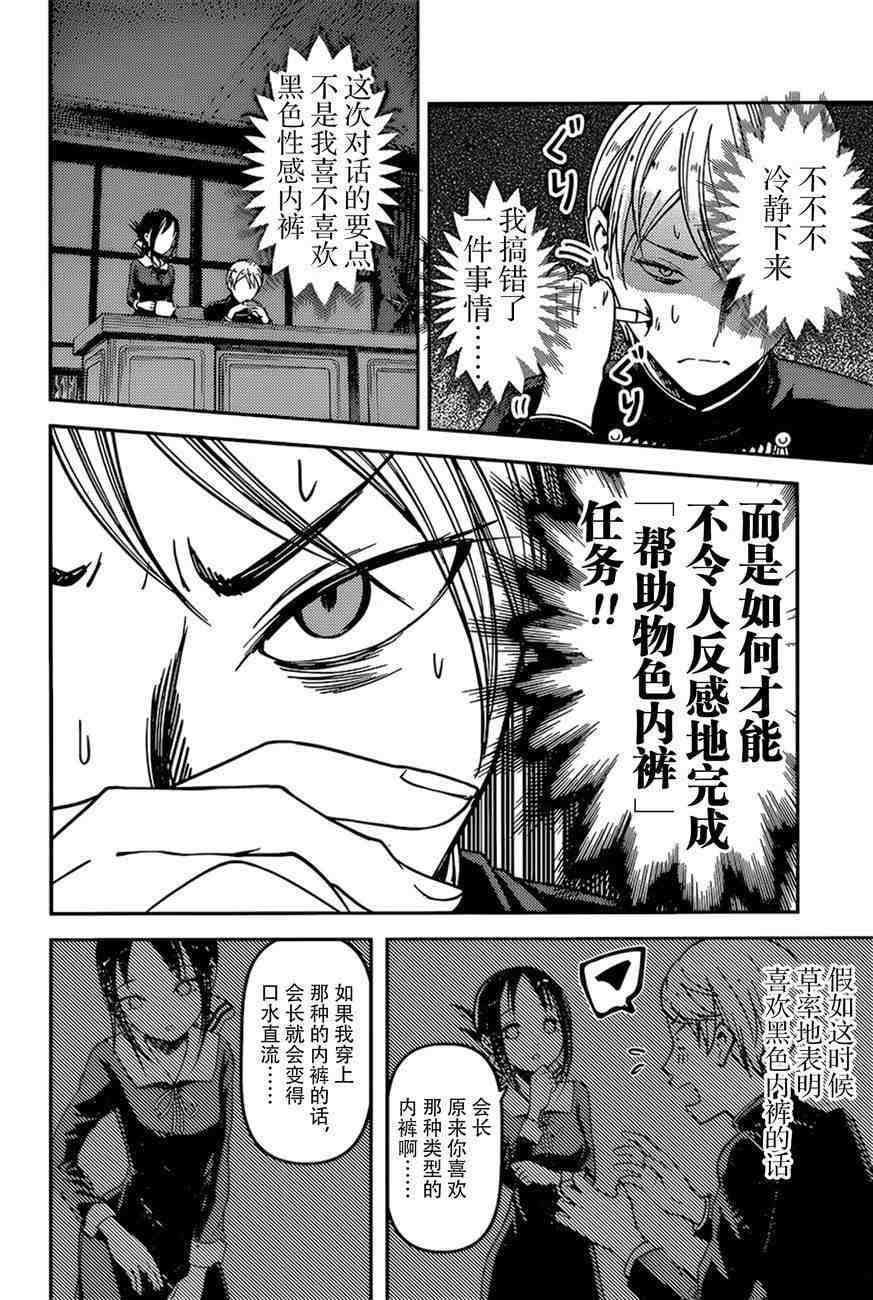 不不不
冷静下来
ぐり
ぐり
我搞错了
一件事情……
这次对话的要点
不是我喜不喜欢
黑色性感内裤
而是如何才能
不令人反感地完成
「帮助物色内裤」
任务!!
假如这时候
草率地表明
喜欢黑色内裤的话
会长
原来你喜欢
那种类型的
内裤啊……
如果我穿上
那种的内裤的话,
会长就会变得
口水直流……